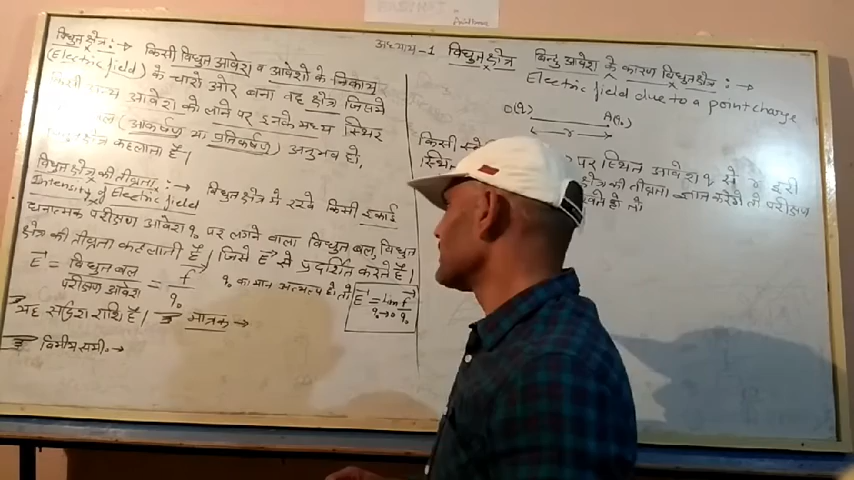 अध्याय-1 विद्युत क्षेत्र
विद्युत क्षेत्र :→ किसी विद्युत आवेश व आवेशो के निकाय
(Electric field) के चारो ओर बना वह क्षेत्र जिसमें
किसी अन्य आवेश को लाने पर इनके मध्य स्थिर
बल (आकर्षण या प्रतिकर्षण) अनुभव हो,
क्षेत्र कहलाता है।
विद्युत क्षेत्र की तीव्रता :→ विद्युत क्षेत्र मे रखे किसी इकाई
Intensity of Electric field
धनात्मक परीक्षण आवेश q₀ पर लगने वाला विद्युत बल, विद्युत
क्षेत्र की तीव्रता कहलाती है। जिसे E→ से प्रदर्शित करते हैं।
E→ = विद्युत बल / परीक्षण आवेश = f→ / q₀
q₀ का मान अत्यल्प हो तो E→ = Lim q₀→0 f→ / q₀
यह सदिश राशि है। मात्रक →
विमीय समी. →
बिन्दु आवेश के कारण विद्युत क्षेत्र :→
Electric field due to a point charge
O(q) A(q₀)
r
किसी पर स्थित आवेश q से r दूरी
स्थित क्षेत्र की तीव्रता ज्ञात करनी तो परीक्षण
रखते हो तो